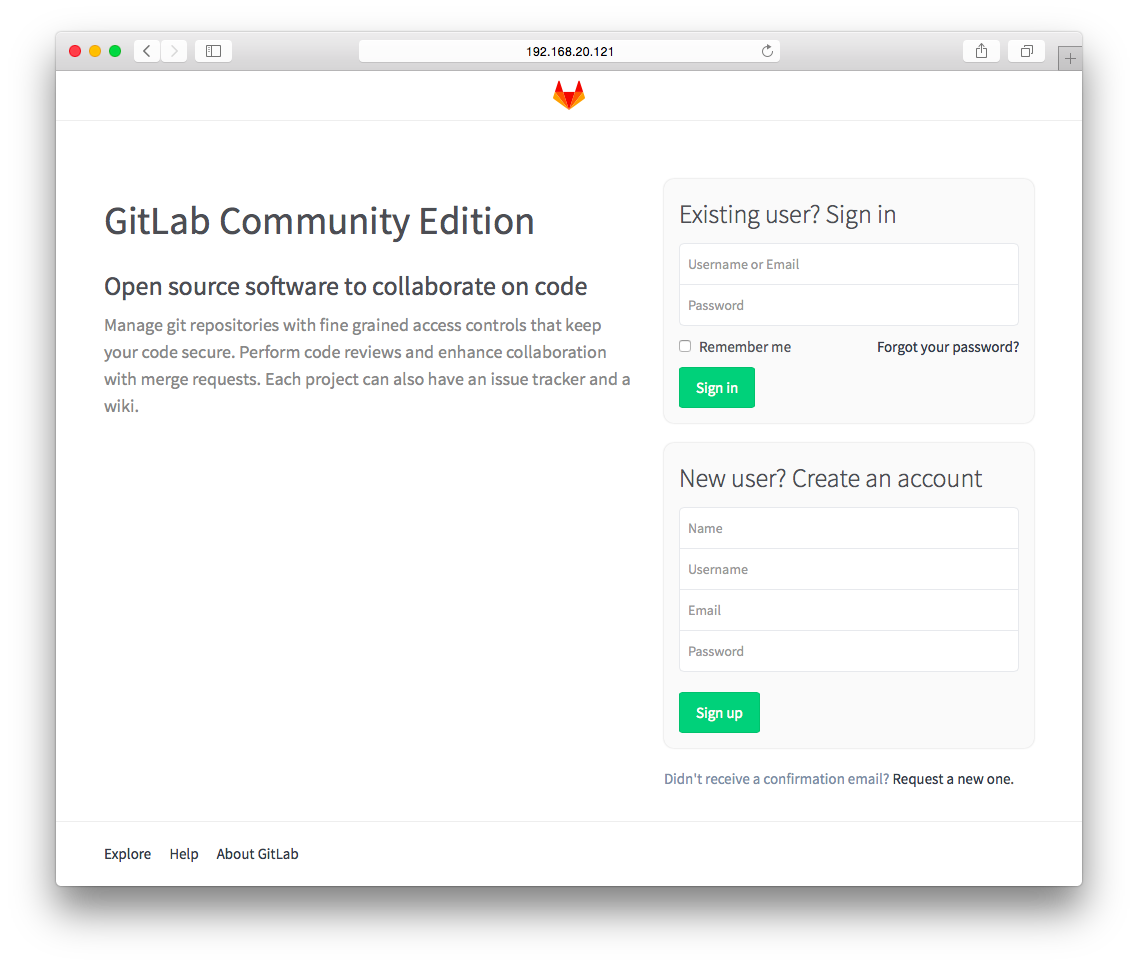 192.168.20.121
GitLab Community Edition
Open source software to collaborate on code
Manage git repositories with fine grained access controls that keep
your code secure. Perform code reviews and enhance collaboration
with merge requests. Each project can also have an issue tracker and a
wiki.
Existing user? Sign in
Username or Email
Password
Remember me Forgot your password?
Sign in
New user? Create an account
Name
Username
Email
Password
Sign up
Didn't receive a confirmation email? Request a new one.
Explore Help About GitLab